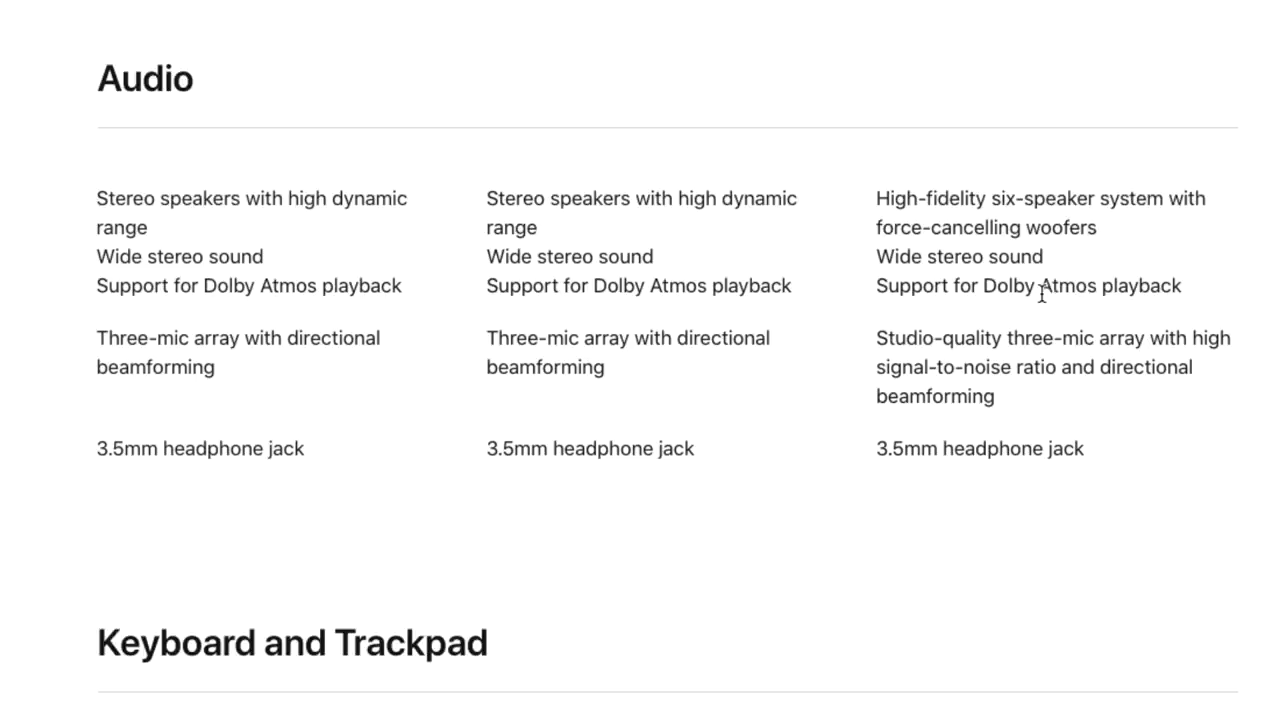 Audio
Stereo speakers with high dynamic
range
Wide stereo sound
Support for Dolby Atmos playback
Three-mic array with directional
beamforming
3.5mm headphone jack
Stereo speakers with high dynamic
range
Wide stereo sound
Support for Dolby Atmos playback
Three-mic array with directional
beamforming
3.5mm headphone jack
High-fidelity six-speaker system with
force-cancelling woofers
Wide stereo sound
Support for Dolby Atmos playback
Studio-quality three-mic array with high
signal-to-noise ratio and directional
beamforming
3.5mm headphone jack
Keyboard and Trackpad